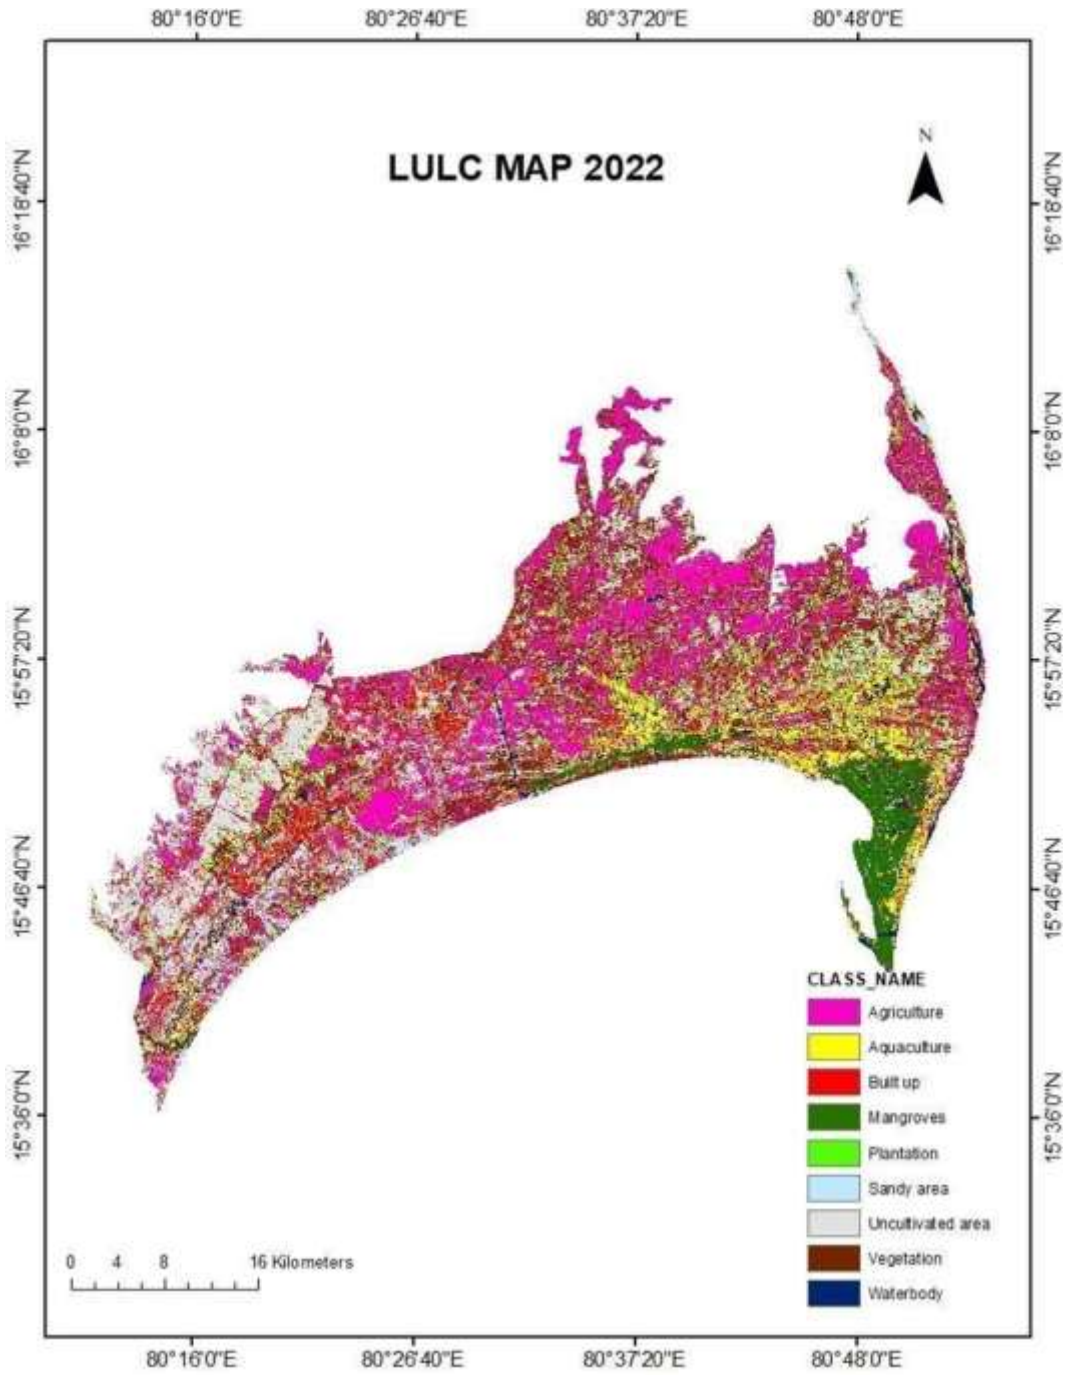 80°16'0"E 80°26'40"E 80°37'20"E 80°48'0"E
N
LULC MAP 2022
16°18'40"N 16°18'40"N
16°8'0"N 16°8'0"N
15°57'20"N 15°57'20"N
15°46'40"N 15°46'40"N
CLASS_NAME
Agriculture
Aquaculture
Built up
Mangroves
15°36'0"N 15°36'0"N
Plantation
Sandy area
Uncultivated area
Vegetation
Waterbody
0 4 8 16 Kilometers
80°16'0"E 80°26'40"E 80°37'20"E 80°48'0"E